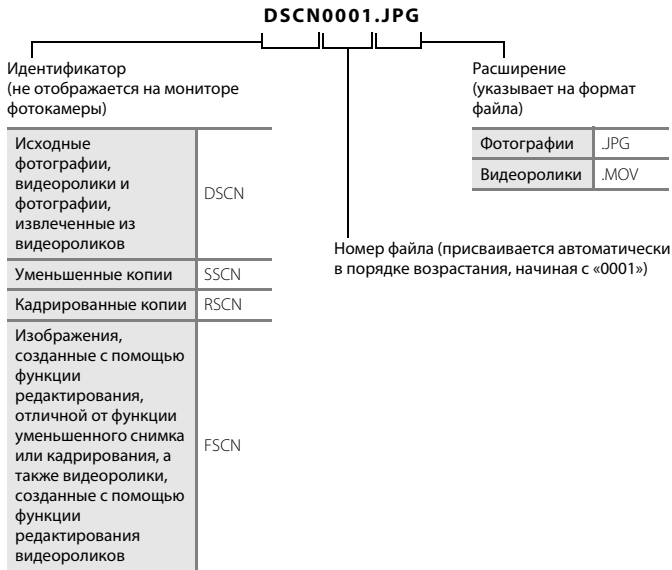 DSCN0001.JPG
Идентификатор
(не отображается на мониторе
фотокамеры)
Исходные
фотографии,
видеоролики и
фотографии,
извлеченные из
видеороликов
DSCN
Уменьшенные копии SSCN
Кадрированные копии RSCN
Изображения,
созданные с помощью
функции
редактирования,
отличной от функции
уменьшенного снимка
или кадрирования, а
также видеоролики,
созданные с помощью
функции
редактирования
видеороликов
FSCN
Расширение
(указывает на формат
файла)
Фотографии .JPG
Видеоролики .MOV
Номер файла (присваивается автоматически
в порядке возрастания, начиная с «0001»)